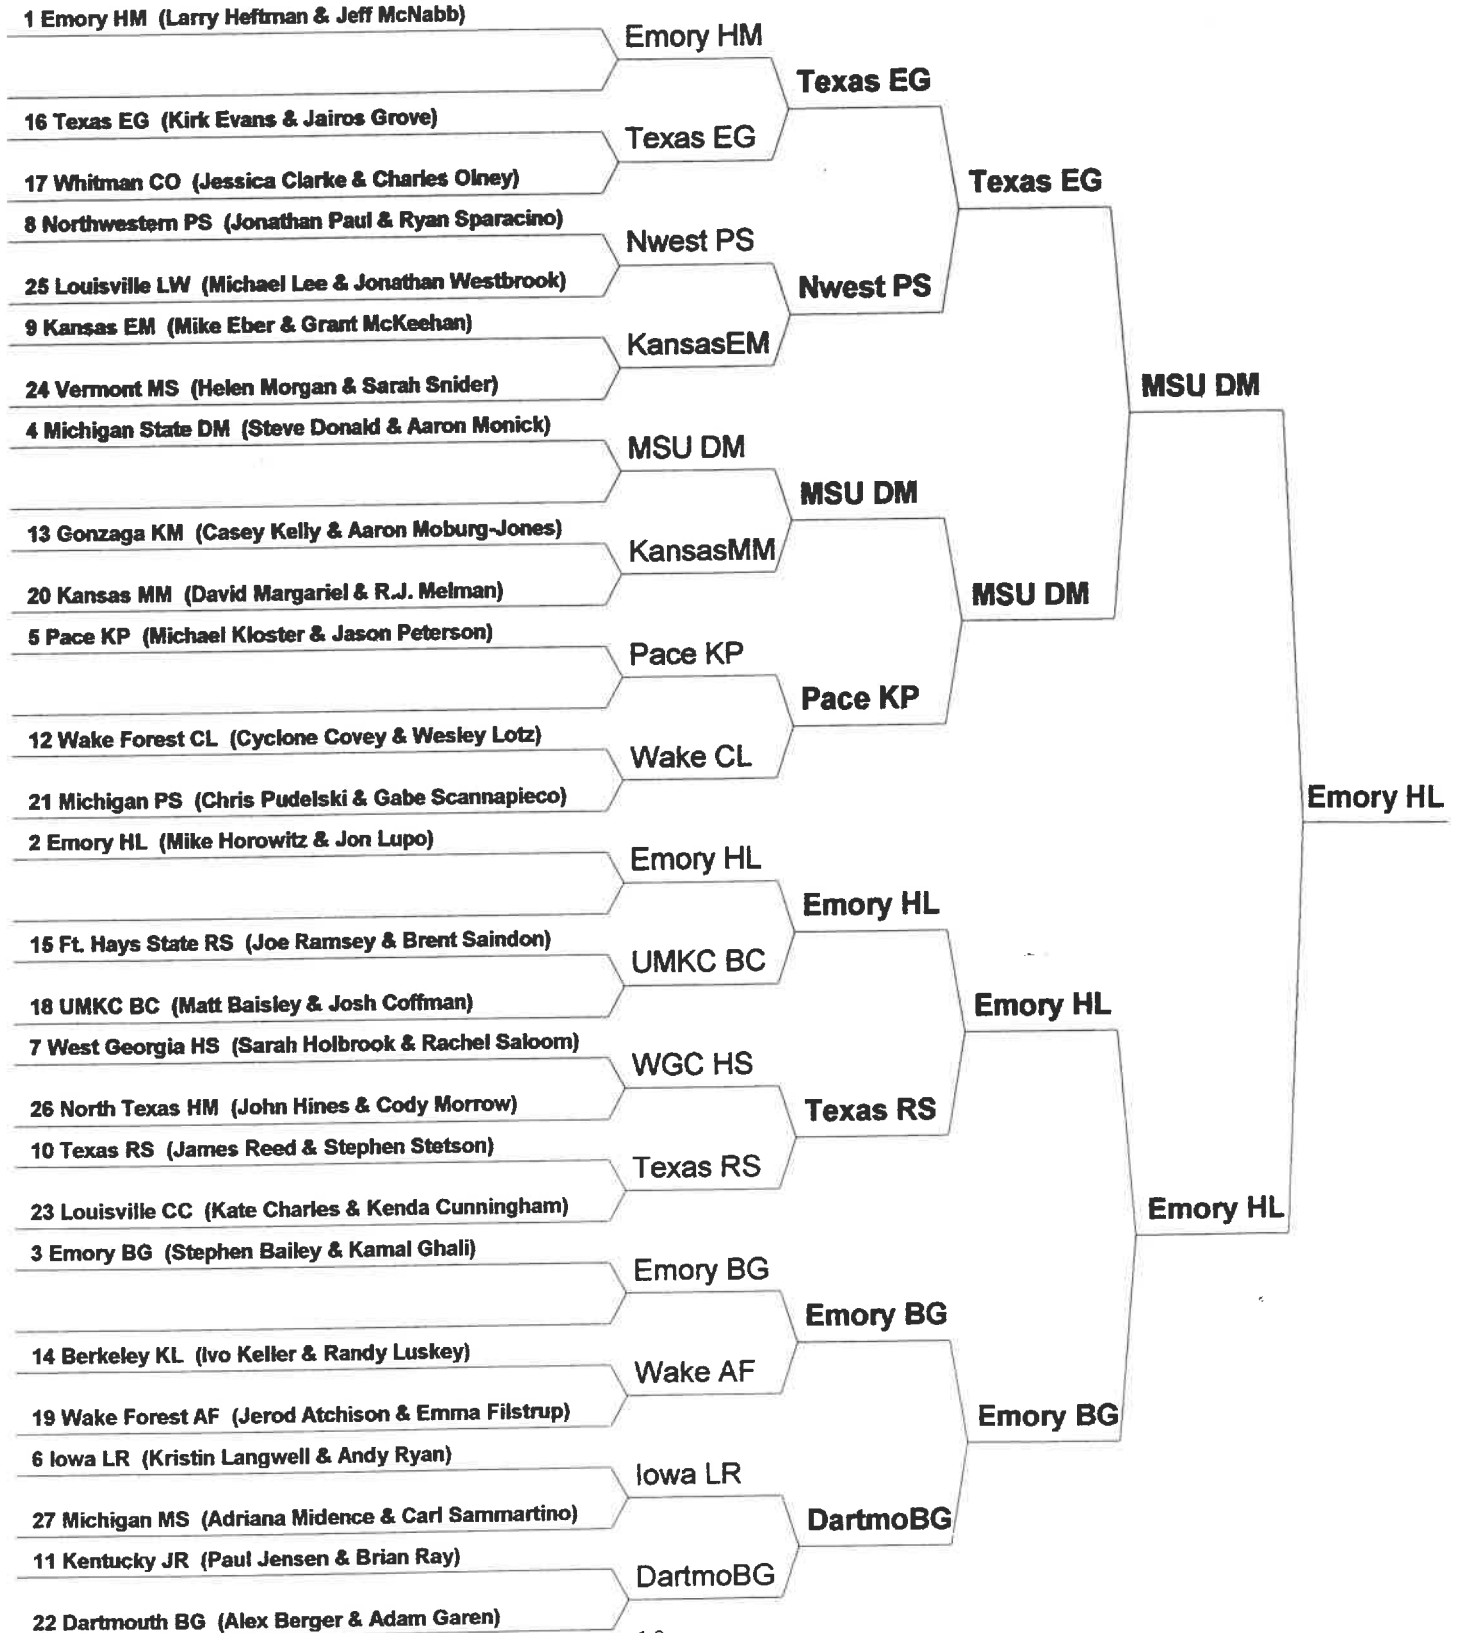 1 Emory HM (Larry Heftman & Jeff McNabb)
Emory HM
Texas EG
16 Texas EG (Kirk Evans & Jairos Grove)
Texas EG
17 Whitman CO (Jessica Clarke & Charles Olney)
Texas EG
8 Northwestern PS (Jonathan Paul & Ryan Sparacino)
Nwest PS
25 Louisville LW (Michael Lee & Jonathan Westbrook)
Nwest PS
9 Kansas EM (Mike Eber & Grant McKeehan)
KansasEM
24 Vermont MS (Helen Morgan & Sarah Snider)
MSU DM
4 Michigan State DM (Steve Donald & Aaron Monick)
MSU DM
MSU DM
13 Gonzaga KM (Casey Kelly & Aaron Moburg-Jones)
KansasMM
20 Kansas MM (David Margariel & R.J. Melman)
MSU DM
5 Pace KP (Michael Kloster & Jason Peterson)
Pace KP
Pace KP
12 Wake Forest CL (Cyclone Covey & Wesley Lotz)
Wake CL
21 Michigan PS (Chris Pudelski & Gabe Scannapieco)
Emory HL
2 Emory HL (Mike Horowitz & Jon Lupo)
Emory HL
Emory HL
15 Ft. Hays State RS (Joe Ramsey & Brent Saindon)
UMKC BC
18 UMKC BC (Matt Baisley & Josh Coffman)
Emory HL
7 West Georgia HS (Sarah Holbrook & Rachel Saloom)
WGC HS
26 North Texas HM (John Hines & Cody Morrow)
Texas RS
10 Texas RS (James Reed & Stephen Stetson)
Texas RS
23 Louisville CC (Kate Charles & Kenda Cunningham)
Emory HL
3 Emory BG (Stephen Bailey & Kamal Ghali)
Emory BG
Emory BG
14 Berkeley KL (Ivo Keller & Randy Luskey)
Wake AF
19 Wake Forest AF (Jerod Atchison & Emma Filstrup)
Emory BG
6 Iowa LR (Kristin Langwell & Andy Ryan)
Iowa LR
27 Michigan MS (Adriana Midence & Carl Sammartino)
DartmoBG
11 Kentucky JR (Paul Jensen & Brian Ray)
DartmoBG
22 Dartmouth BG (Alex Berger & Adam Garen)